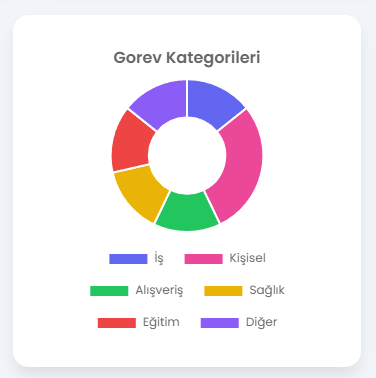 Gorev Kategorileri
İş Kişisel
Alışveriş Sağlık
Eğitim Diğer